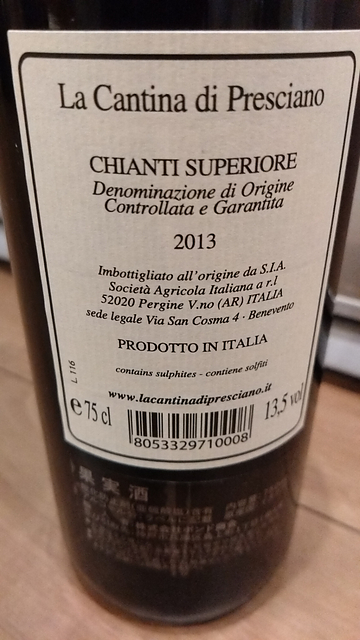 La Cantina di Presciano
CHIANTI SUPERIORE
Denominazione di Origine
Controllata e Garantita
2013
Imbottigliato all'origine da S.I.A.
Società Agricola Italiana a r.l
52020 Pergine V.no (AR) ITALIA
sede legale Via San Cosma 4 - Benevento
PRODOTTO IN ITALIA
contains sulphites - contiene solfiti
www.lacantinadipresciano.it
L 116
e 75 cl
13,5 vol
8053329710008
果実酒